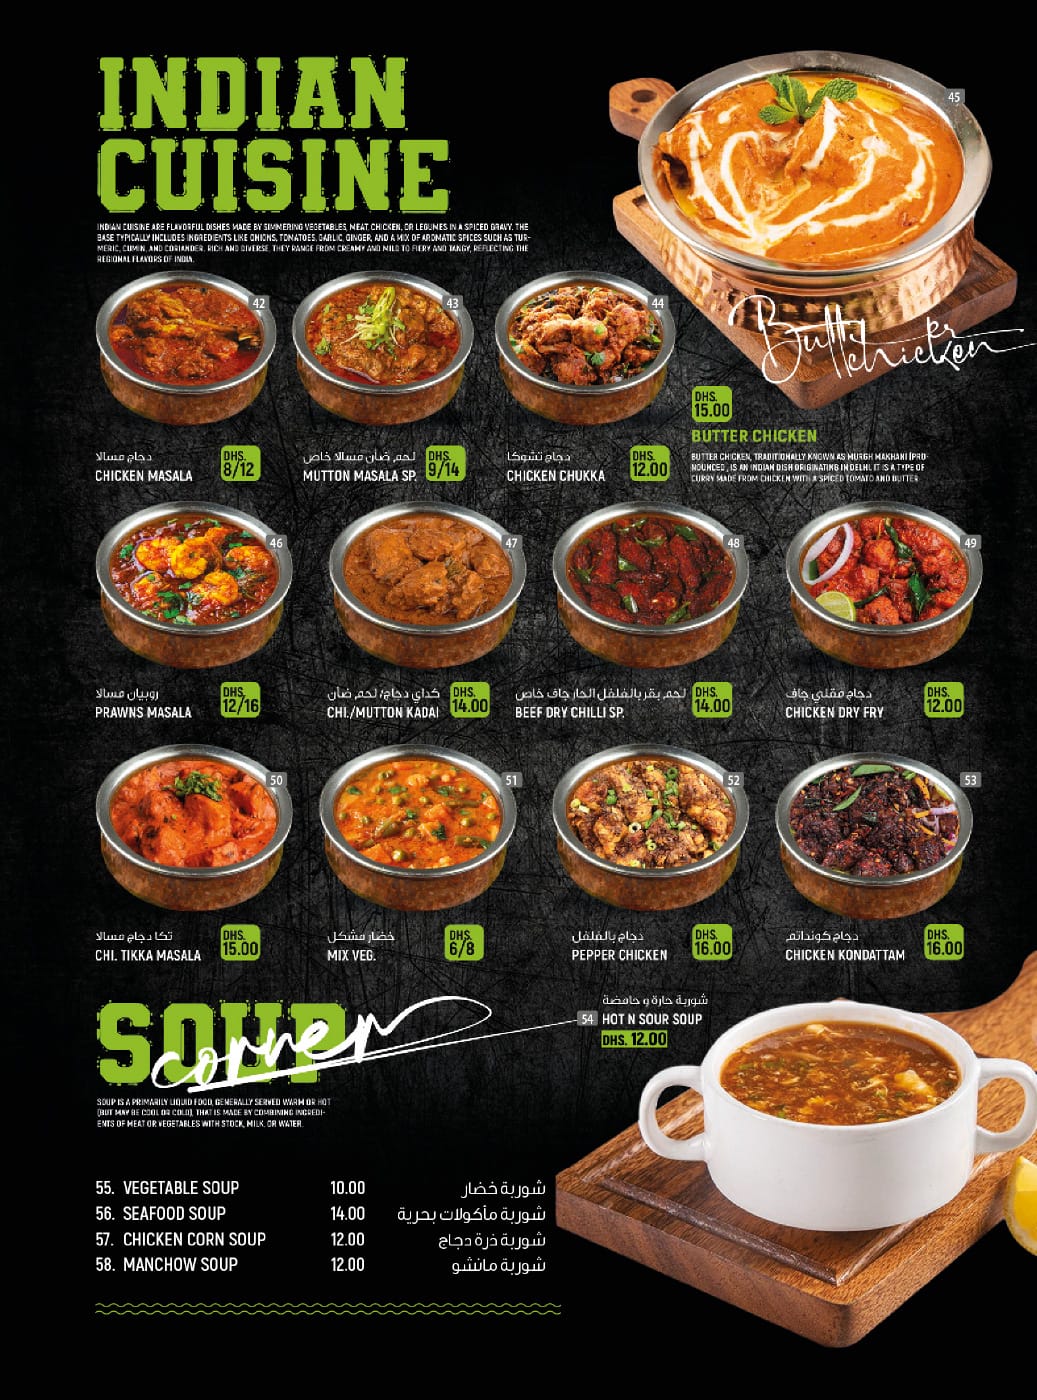 INDIAN
CUISINE
INDIAN CUISINE ARE FLAVORFUL DISHES MADE BY SIMMERING VEGETABLES, MEAT, CHICKEN, OR LEGUMES IN A SPICED GRAVY. THE
BASE TYPICALLY INCLUDES INGREDIENTS LIKE ONIONS, TOMATOES, GARLIC, GINGER, AND A MIX OF AROMATIC SPICES SUCH AS TUR-
MERIC, CUMIN, AND CORIANDER. RICH AND DIVERSE, THEY RANGE FROM CREAMY AND MILD TO FIERY AND TANGY, REFLECTING THE
REGIONAL FLAVORS OF INDIA.
45
Butter
chicken
DHS.
15.00
BUTTER CHICKEN
BUTTER CHICKEN, TRADITIONALLY KNOWN AS MURGH MAKHANI (PRO-
NOUNCED , IS AN INDIAN DISH ORIGINATING IN DELHI. IT IS A TYPE OF
CURRY MADE FROM CHICKEN WITH A SPICED TOMATO AND BUTTER
42
دجاج مسالا
CHICKEN MASALA
DHS.
8/12
43
لحم ضأن مسالا خاص
MUTTON MASALA SP.
DHS.
9/14
44
دجاج تشوكا
CHICKEN CHUKKA
DHS.
12.00
46
روبيان مسالا
PRAWNS MASALA
DHS.
12/16
47
كداي دجاج/ لحم ضأن
CHI./MUTTON KADAI
DHS.
14.00
48
لحم بقر بالفلفل الحار جاف خاص
BEEF DRY CHILLI SP.
DHS.
14.00
49
دجاج مقلي جاف
CHICKEN DRY FRY
DHS.
12.00
50
تكا دجاج مسالا
CHI. TIKKA MASALA
DHS.
15.00
51
خضار مشكل
MIX VEG.
DHS.
6/8
52
دجاج بالفلفل
PEPPER CHICKEN
DHS.
16.00
53
دجاج كونداتم
CHICKEN KONDATTAM
DHS.
16.00
SOUP
corner
SOUP IS A PRIMARILY LIQUID FOOD, GENERALLY SERVED WARM OR HOT
(BUT MAY BE COOL OR COLD), THAT IS MADE BY COMBINING INGREDI-
ENTS OF MEAT OR VEGETABLES WITH STOCK, MILK, OR WATER.
شوربة حارة و حامضة
54 HOT N SOUR SOUP
DHS. 12.00
55. VEGETABLE SOUP 10.00 شوربة خضار
56. SEAFOOD SOUP 14.00 شوربة مأكولات بحرية
57. CHICKEN CORN SOUP 12.00 شوربة ذرة دجاج
58. MANCHOW SOUP 12.00 شوربة مانشو